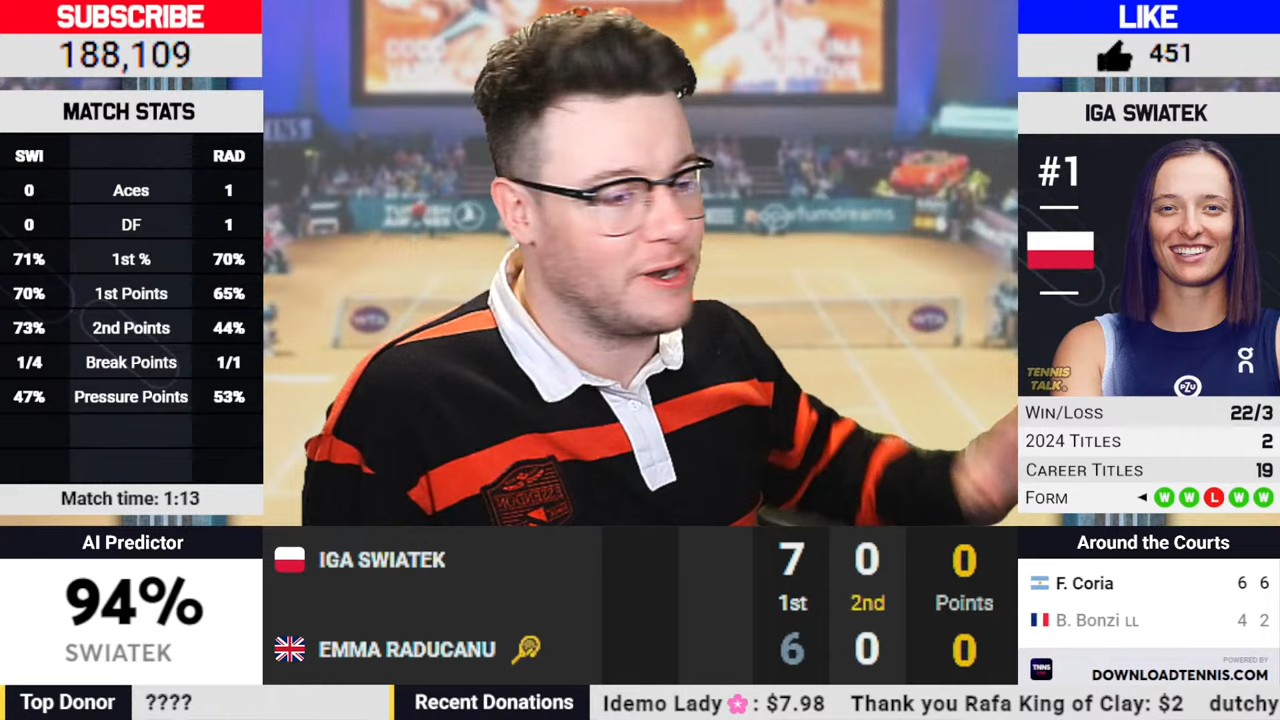 SUBSCRIBE
188,109
MATCH STATS
SWI RAD
0 Aces 1
0 DF 1
71% 1st % 70%
70% 1st Points 65%
73% 2nd Points 44%
1/4 Break Points 1/1
47% Pressure Points 53%
Match time: 1:13
AI Predictor
94%
SWIATEK
LIKE
451
IGA SWIATEK
#1
PZU
TENNIS
TALK
WIN/LOSS 22/3
2024 TITLES 2
CAREER TITLES 19
FORM ◄ W W L W W
IGA SWIATEK 7 0 0
1st 2nd Points
EMMA RADUCANU 6 0 0
Around the Courts
F. Coria 6 6
B. Bonzi LL 4 2
TNNS
POWERED BY
DOWNLOADTENNIS.COM
Top Donor ???? Recent Donations Idemo Lady🌸: $7.98 Thank you Rafa King of Clay: $2 dutchy